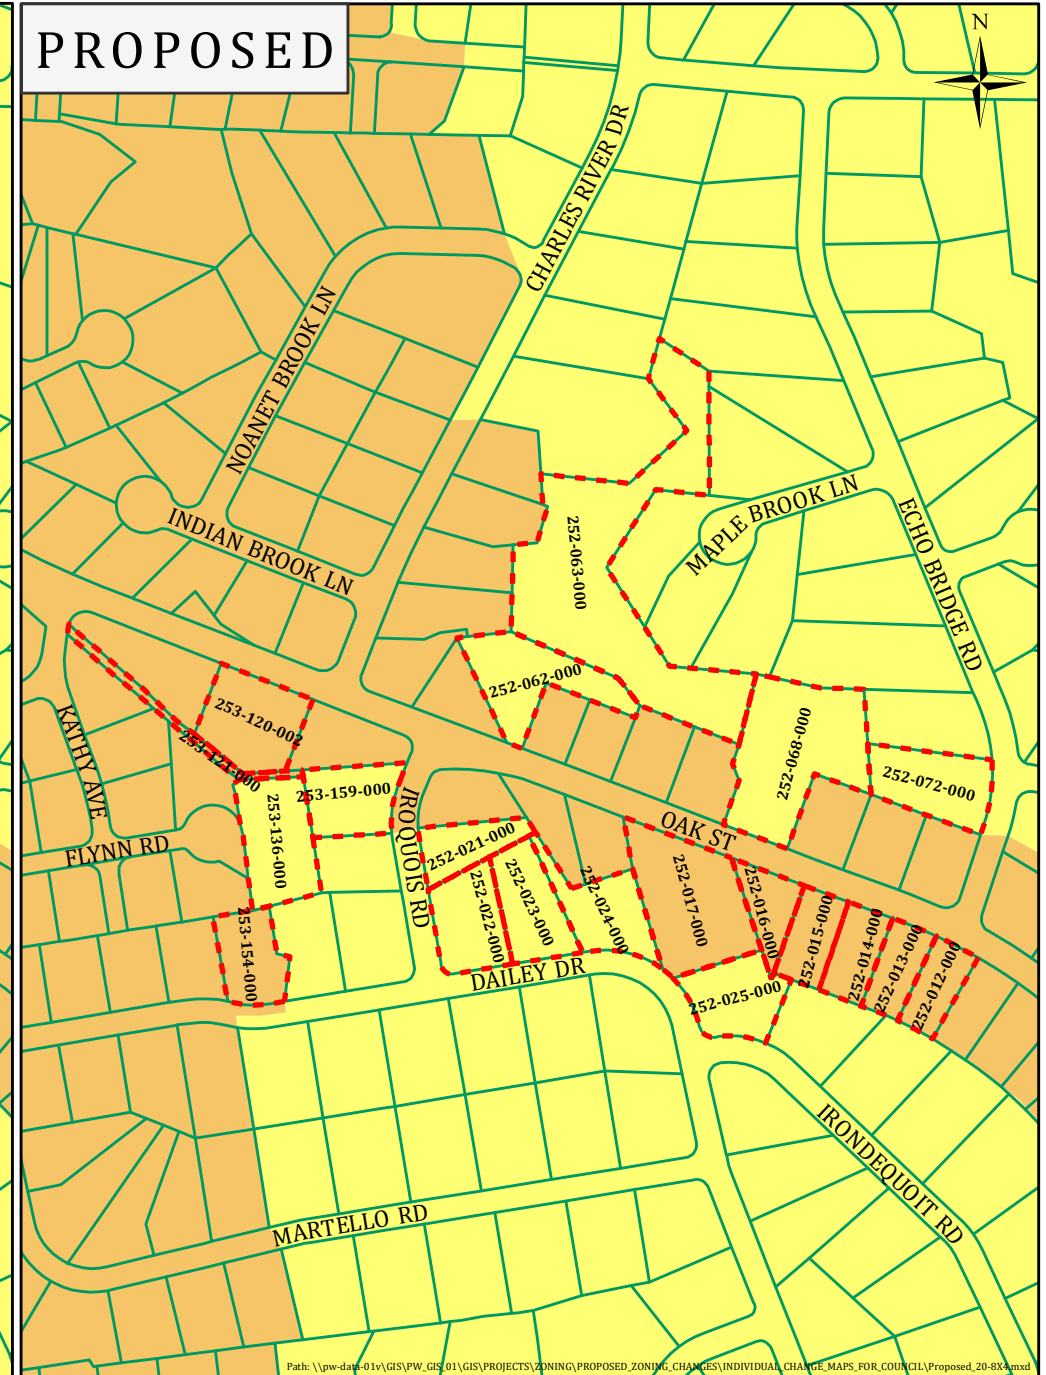 PROPOSED
N
CHARLES RIVER DR
NOANET BROOK LN
INDIAN BROOK LN
MAPLE BROOK LN
ECHO BRIDGE RD
252-063-000
252-062-000
252-068-000
252-072-000
KATHY AVE
253-120-002
253-121-000
253-159-000
253-136-000
FLYNN RD
IROQUOIS RD
OAK ST
252-021-000
252-022-000
252-023-000
252-024-000
252-017-000
252-016-000
252-015-000
252-014-000
252-013-000
252-012-000
253-154-000
DAILEY DR
252-025-000
IRONDEQUOIT RD
MARTELLO RD
Path: \\pw-data-01v\GIS\PW_GIS_01\GIS\PROJECTS\ZONING\PROPOSED_ZONING_CHANGES\INDIVIDUAL_CHANGE_MAPS_FOR_COUNCIL\Proposed_20-8X4.mxd